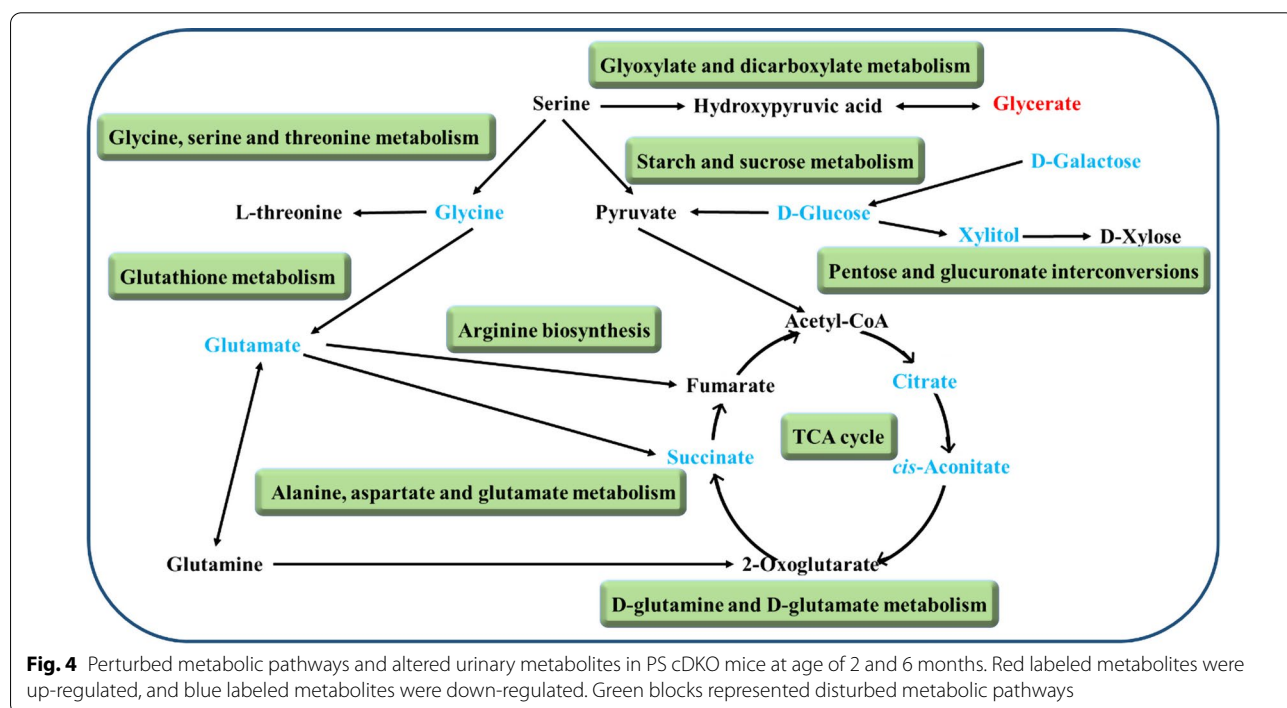 Glyoxylate and dicarboxylate metabolism
Serine
Hydroxypyruvic acid
Glycerate
Glycine, serine and threonine metabolism
Starch and sucrose metabolism
D-Galactose
L-threonine
Glycine
Pyruvate
D-Glucose
Xylitol
D-Xylose
Glutathione metabolism
Pentose and glucuronate interconversions
Arginine biosynthesis
Acetyl-CoA
Glutamate
Fumarate
Citrate
TCA cycle
Succinate
cis-Aconitate
Alanine, aspartate and glutamate metabolism
Glutamine
2-Oxoglutarate
D-glutamine and D-glutamate metabolism
Fig. 4 Perturbed metabolic pathways and altered urinary metabolites in PS cDKO mice at age of 2 and 6 months. Red labeled metabolites were
up-regulated, and blue labeled metabolites were down-regulated. Green blocks represented disturbed metabolic pathways